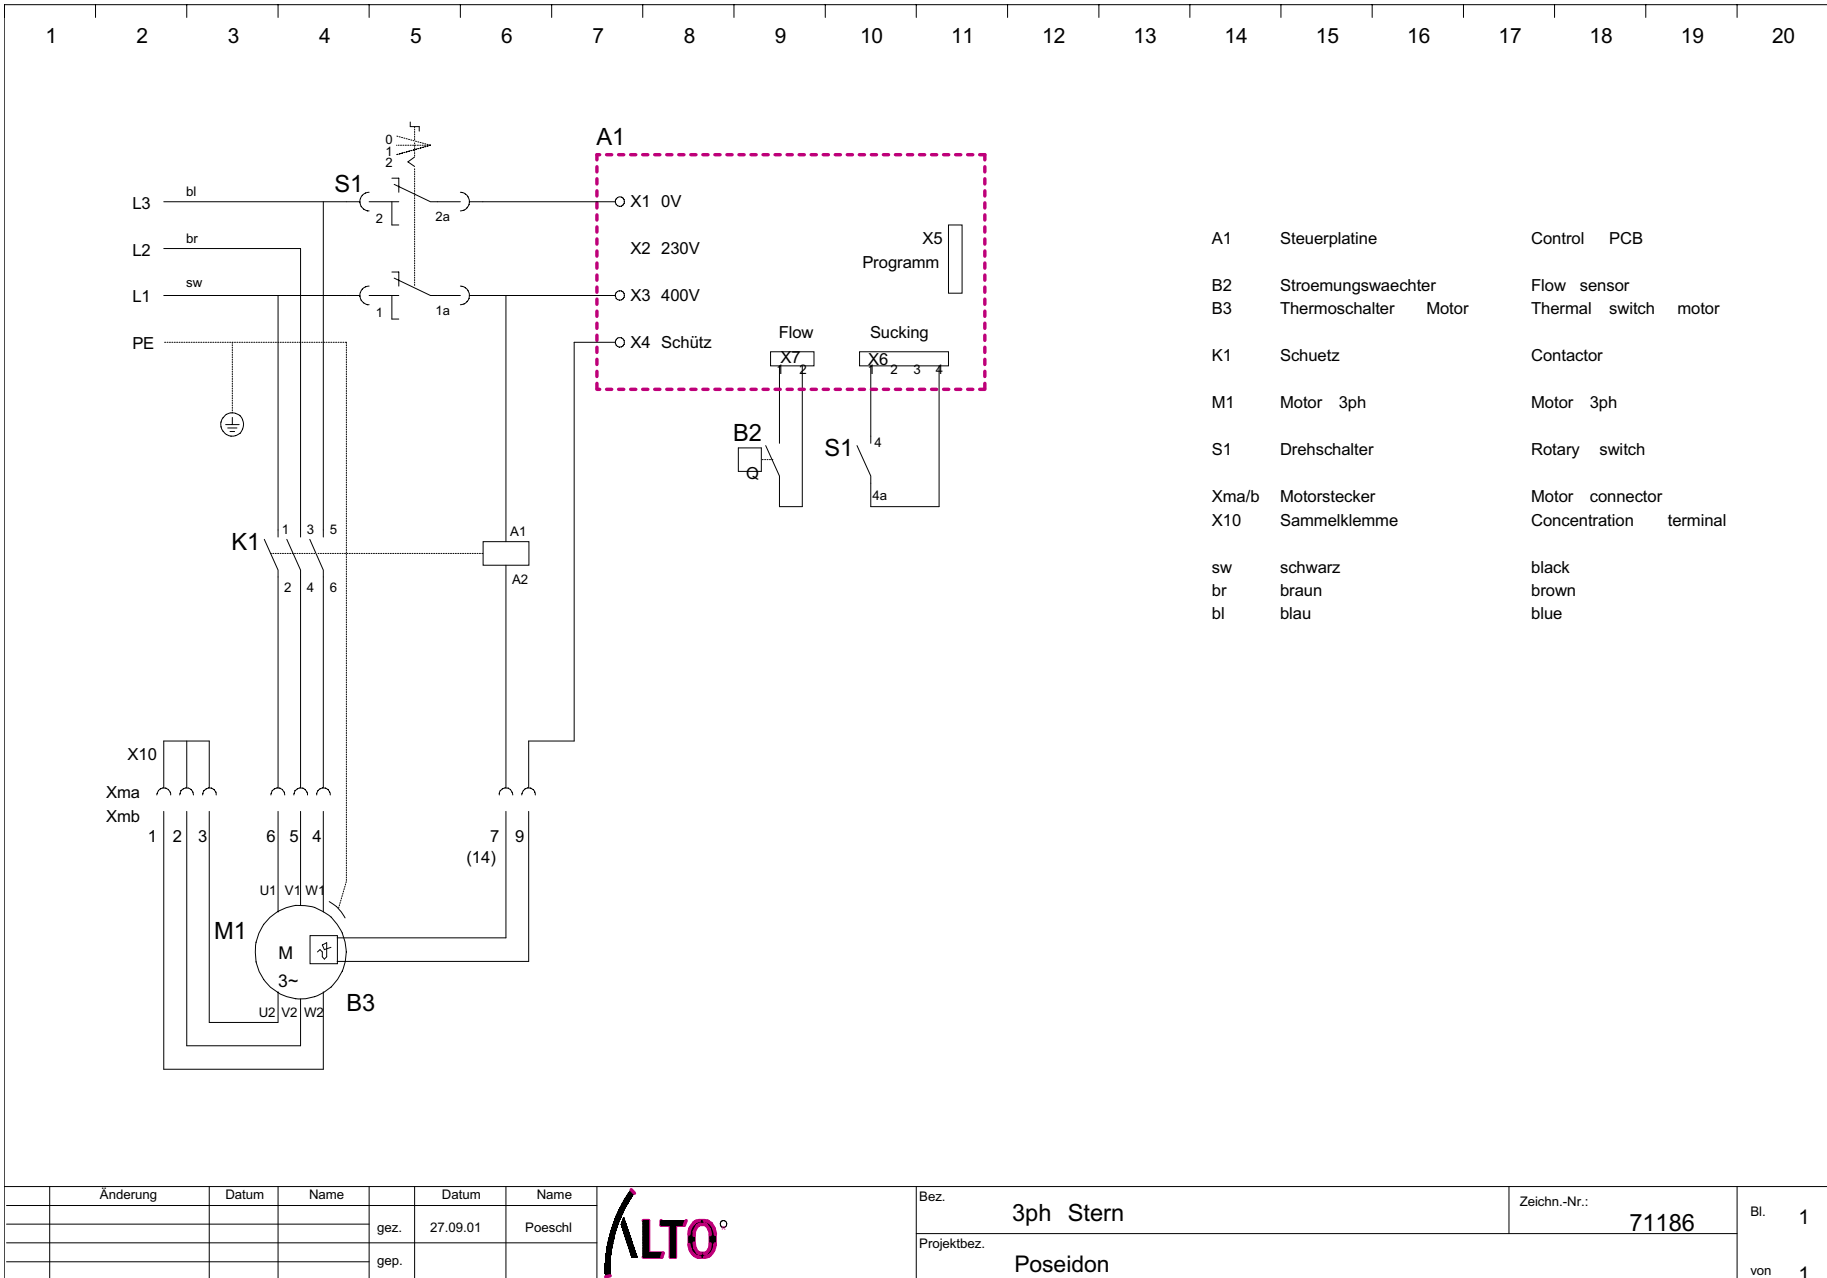 1 2 3 4 5 6 7 8 9 10 11 12 13 14 15 16 17 18 19 20
0
1
2
A1
S1
L3 bl
2 2a
X1 0V
L2 br
X2 230V
X5
Programm
L1 sw
1 1a
X3 400V
PE
X4 Schütz
Flow
X7
1 2
Sucking
X6
1 2 3 4
B2
Q
S1
4
4a
K1
1 3 5
2 4 6
A1
A2
X10
Xma
Xmb
1 2 3 6 5 4 7 9
(14)
U1 V1 W1
M1
M
3~
B3
U2 V2 W2
A1 Steuerplatine Control PCB
B2 Stroemungswaechter Flow sensor
B3 Thermoschalter Motor Thermal switch motor
K1 Schuetz Contactor
M1 Motor 3ph Motor 3ph
S1 Drehschalter Rotary switch
Xma/b Motorstecker Motor connector
X10 Sammelklemme Concentration terminal
sw schwarz black
br braun brown
bl blau blue
Änderung Datum Name Datum Name
gez. 27.09.01 Poeschl
gep.
ALTO
Bez.
3ph Stern
Zeichn.-Nr.:
71186
Bl. 1
Projektbez.
Poseidon
von 1